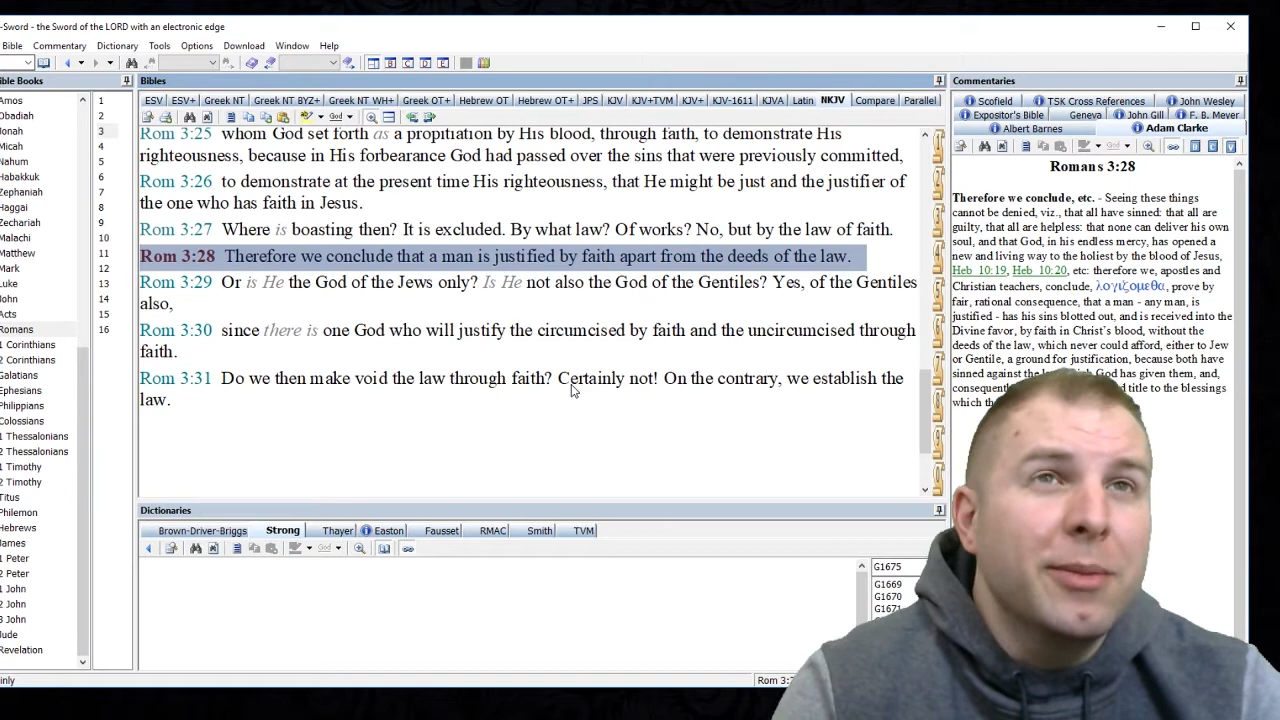 -Sword - the Sword of the LORD with an electronic edge
Bible Commentary Dictionary Tools Options Download Window Help
ible Books
Bibles
Commentaries
Amos
Obadiah
Jonah
Micah
Nahum
Habakkuk
Zephaniah
Haggai
Zechariah
Malachi
Matthew
Mark
Luke
John
Acts
Romans
1 Corinthians
2 Corinthians
Galatians
Ephesians
Philippians
Colossians
1 Thessalonians
2 Thessalonians
1 Timothy
2 Timothy
Titus
Philemon
Hebrews
James
1 Peter
2 Peter
1 John
2 John
3 John
Jude
Revelation
1
2
3
4
5
6
7
8
9
10
11
12
13
14
15
16
ESV ESV+ Greek NT Greek NT BYZ+ Greek NT WH+ Greek OT+ Hebrew OT Hebrew OT+ JPS KJV KJV+TVM KJV+ KJV-1611 KJVA Latin NKJV Compare Parallel
Rom 3:25 whom God set forth as a propitiation by His blood, through faith, to demonstrate His
righteousness, because in His forbearance God had passed over the sins that were previously committed,
Rom 3:26 to demonstrate at the present time His righteousness, that He might be just and the justifier of
the one who has faith in Jesus.
Rom 3:27 Where is boasting then? It is excluded. By what law? Of works? No, but by the law of faith.
Rom 3:28 Therefore we conclude that a man is justified by faith apart from the deeds of the law.
Rom 3:29 Or is He the God of the Jews only? Is He not also the God of the Gentiles? Yes, of the Gentiles
also,
Rom 3:30 since there is one God who will justify the circumcised by faith and the uncircumcised through
faith.
Rom 3:31 Do we then make void the law through faith? Certainly not! On the contrary, we establish the
law.
Dictionaries
Brown-Driver-Briggs Strong Thayer Easton Fausset RMAC Smith TVM
G1675
G1669
G1670
G1671
Scofield TSK Cross References John Wesley
Expositor's Bible Geneva John Gill F. B. Meyer
Albert Barnes Adam Clarke
Romans 3:28
Therefore we conclude, etc. - Seeing these things
cannot be denied, viz., that all have sinned: that all are
guilty, that all are helpless: that none can deliver his own
soul, and that God, in his endless mercy, has opened a
new and living way to the holiest by the blood of Jesus,
Heb_10:19, Heb_10:20, etc: therefore we, apostles and
Christian teachers, conclude, λογιζομεθα, prove by
fair, rational consequence, that a man - any man, is
justified - has his sins blotted out, and is received into the
Divine favor, by faith in Christ's blood, without the
deeds of the law, which never could afford, either to Jew
or Gentile, a ground for justification, because both have
sinned against the law which God has given them, and,
title to the blessings
which
inly
Rom 3:2